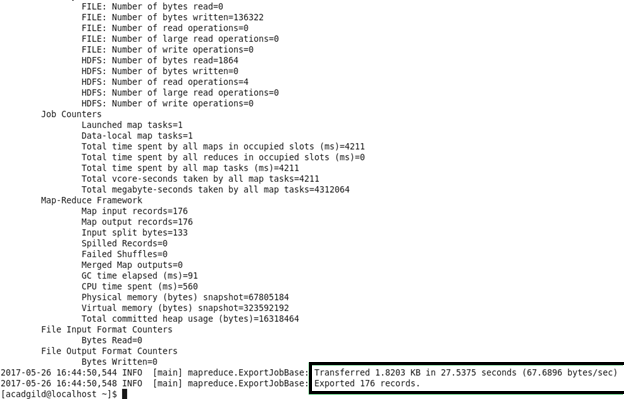 FILE: Number of bytes read=0
FILE: Number of bytes written=136322
FILE: Number of read operations=0
FILE: Number of large read operations=0
FILE: Number of write operations=0
HDFS: Number of bytes read=1864
HDFS: Number of bytes written=0
HDFS: Number of read operations=4
HDFS: Number of large read operations=0
HDFS: Number of write operations=0
Job Counters
Launched map tasks=1
Data-local map tasks=1
Total time spent by all maps in occupied slots (ms)=4211
Total time spent by all reduces in occupied slots (ms)=0
Total time spent by all map tasks (ms)=4211
Total vcore-seconds taken by all map tasks=4211
Total megabyte-seconds taken by all map tasks=4312064
Map-Reduce Framework
Map input records=176
Map output records=176
Input split bytes=133
Spilled Records=0
Failed Shuffles=0
Merged Map outputs=0
GC time elapsed (ms)=91
CPU time spent (ms)=560
Physical memory (bytes) snapshot=67805184
Virtual memory (bytes) snapshot=323592192
Total committed heap usage (bytes)=16318464
File Input Format Counters
Bytes Read=0
File Output Format Counters
Bytes Written=0
2017-05-26 16:44:50,544 INFO  [main] mapreduce.ExportJobBase: Transferred 1.8203 KB in 27.5375 seconds (67.6896 bytes/sec)
2017-05-26 16:44:50,548 INFO  [main] mapreduce.ExportJobBase: Exported 176 records.
[acadgild@localhost ~]$